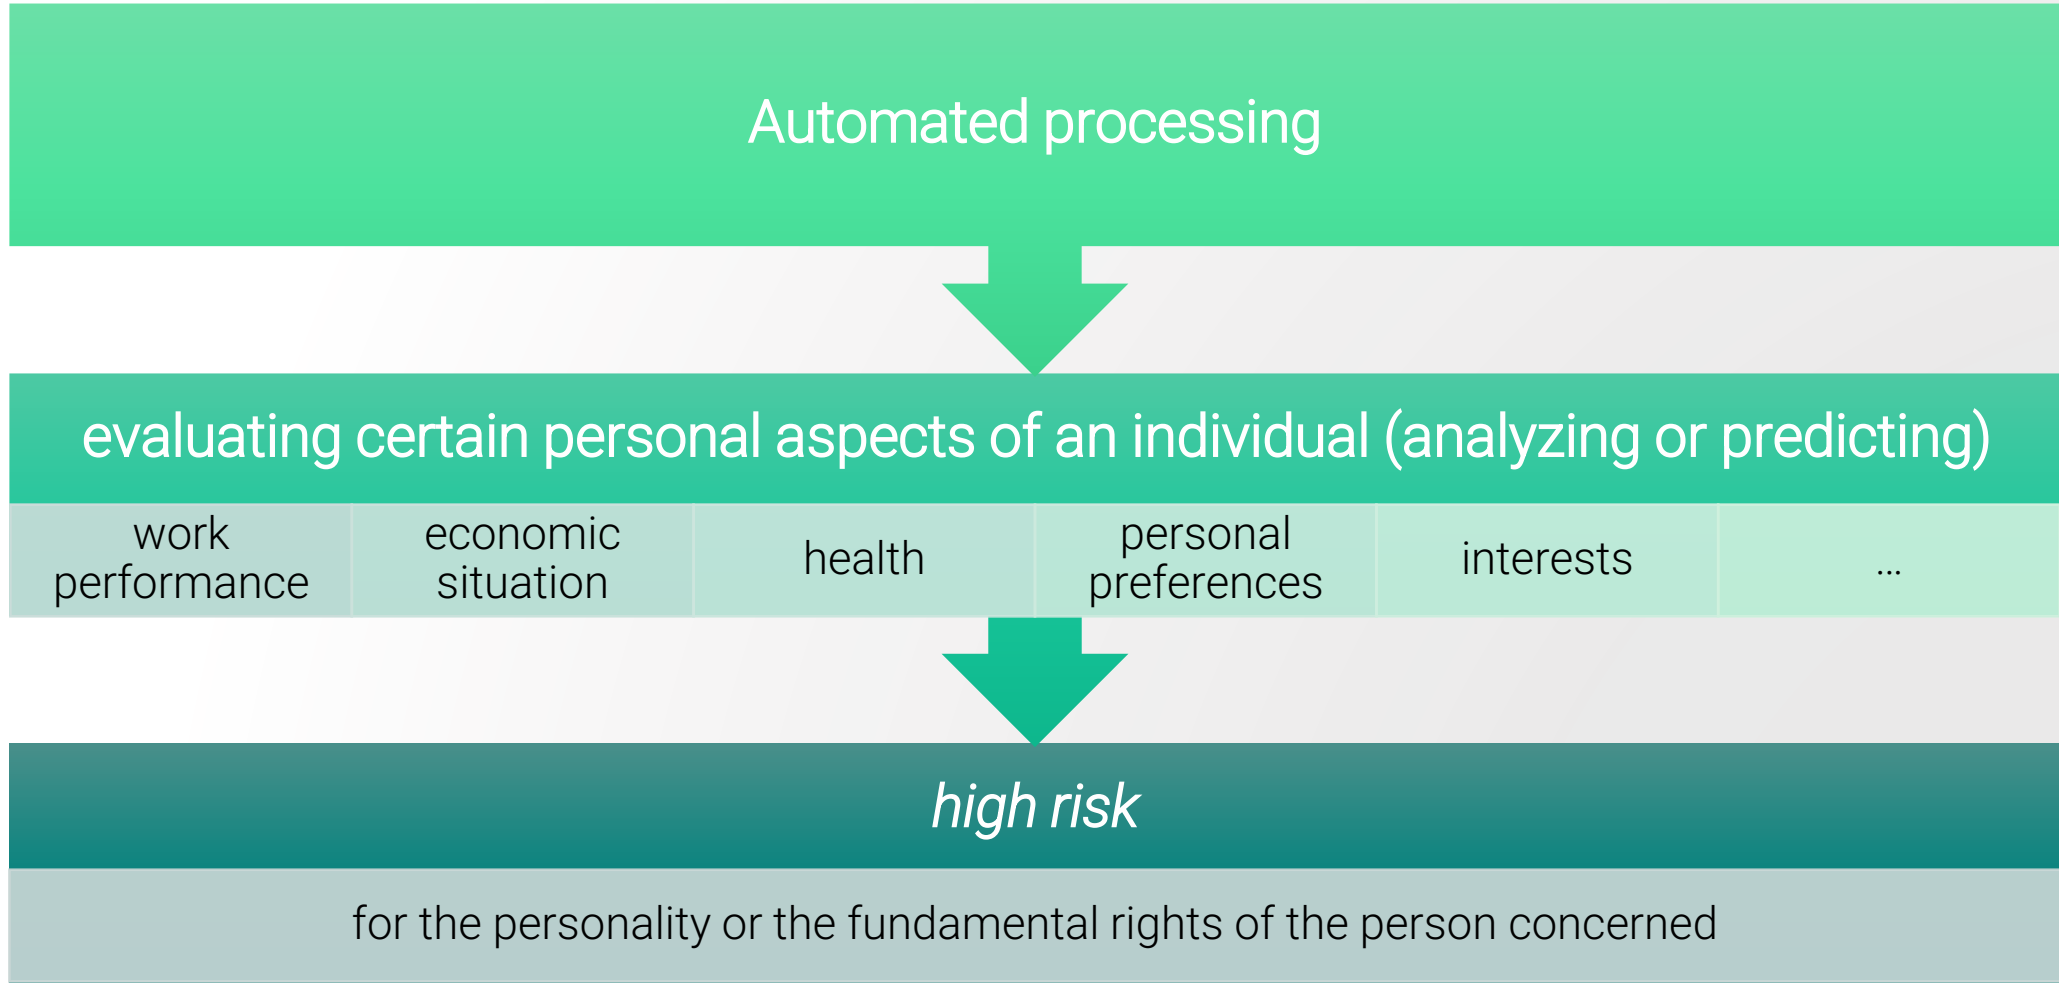 Automated processing
evaluating certain personal aspects of an individual (analyzing or predicting)
work
performance
economic
situation
health
personal
preferences
interests
...
high risk
for the personality or the fundamental rights of the person concerned